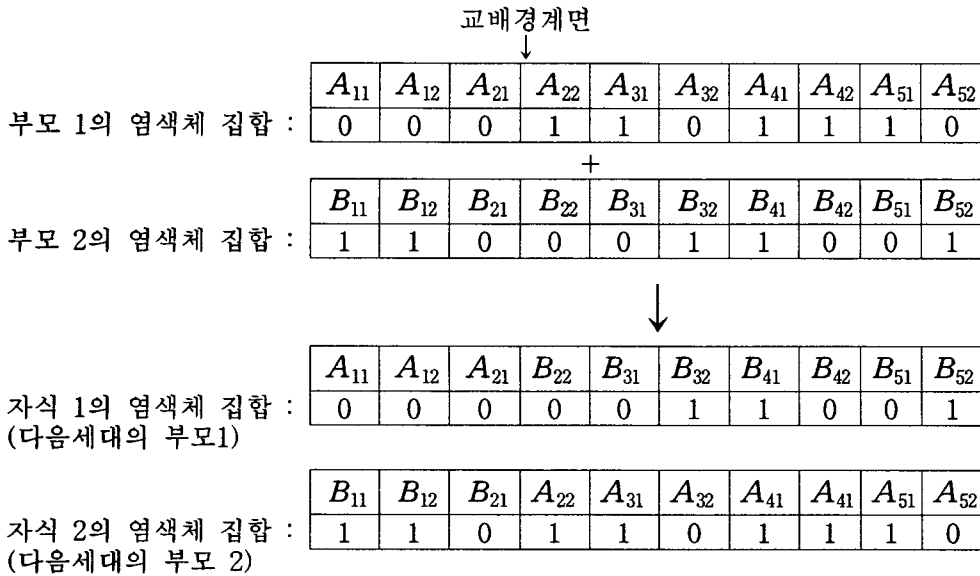 교배경계면
↓
A₁₁ A₁₂ A₂₁ A₂₂ A₃₁ A₃₂ A₄₁ A₄₂ A₅₁ A₅₂
부모 1의 염색체 집합 : 0 0 0 1 1 0 1 1 1 0
+
B₁₁ B₁₂ B₂₁ B₂₂ B₃₁ B₃₂ B₄₁ B₄₂ B₅₁ B₅₂
부모 2의 염색체 집합 : 1 1 0 0 0 1 1 0 0 1
↓
A₁₁ A₁₂ A₂₁ B₂₂ B₃₁ B₃₂ B₄₁ B₄₂ B₅₁ B₅₂
자식 1의 염색체 집합 : 0 0 0 0 0 1 1 0 0 1
(다음세대의 부모1)
B₁₁ B₁₂ B₂₁ A₂₂ A₃₁ A₃₂ A₄₁ A₄₁ A₅₁ A₅₂
자식 2의 염색체 집합 : 1 1 0 1 1 0 1 1 1 0
(다음세대의 부모 2)